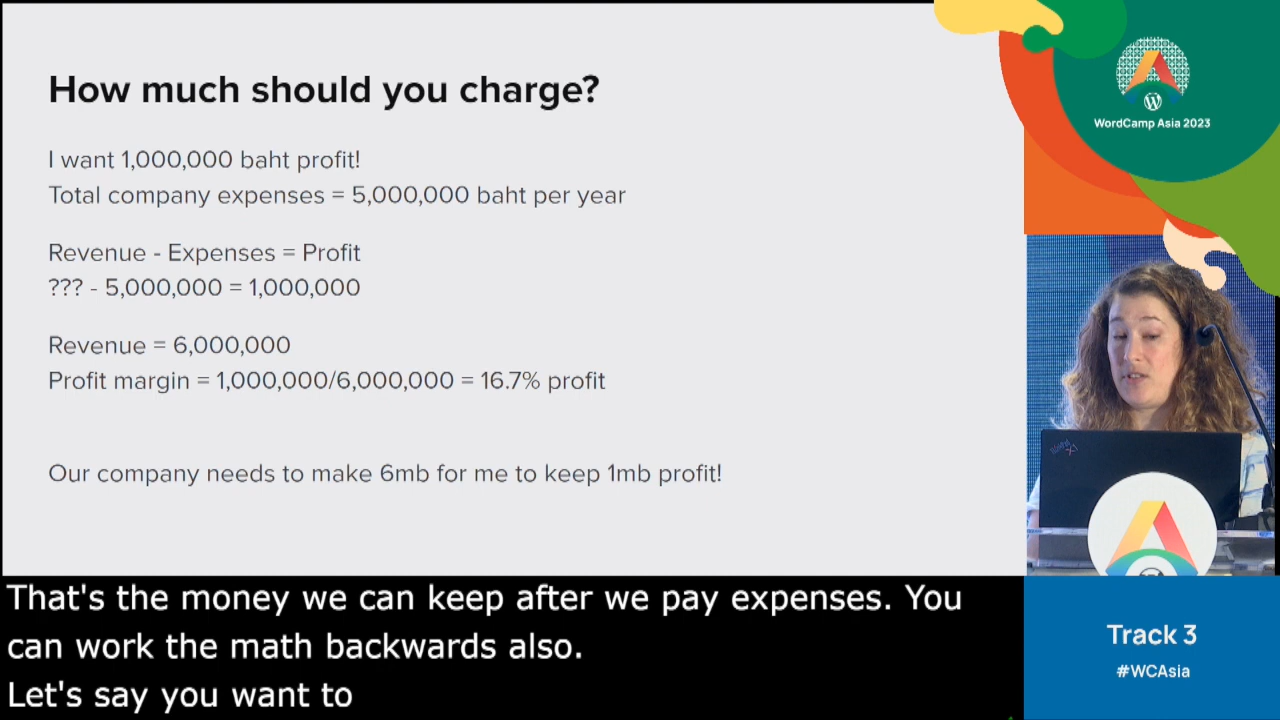 How much should you charge?
I want 1,000,000 baht profit!
Total company expenses = 5,000,000 baht per year
Revenue - Expenses = Profit
??? - 5,000,000 = 1,000,000
Revenue = 6,000,000
Profit margin = 1,000,000/6,000,000 = 16.7% profit
Our company needs to make 6mb for me to keep 1mb profit!
WordCamp Asia 2023
That's the money we can keep after we pay expenses. You
can work the math backwards also.
Let's say you want to
Track 3
#WCAsia